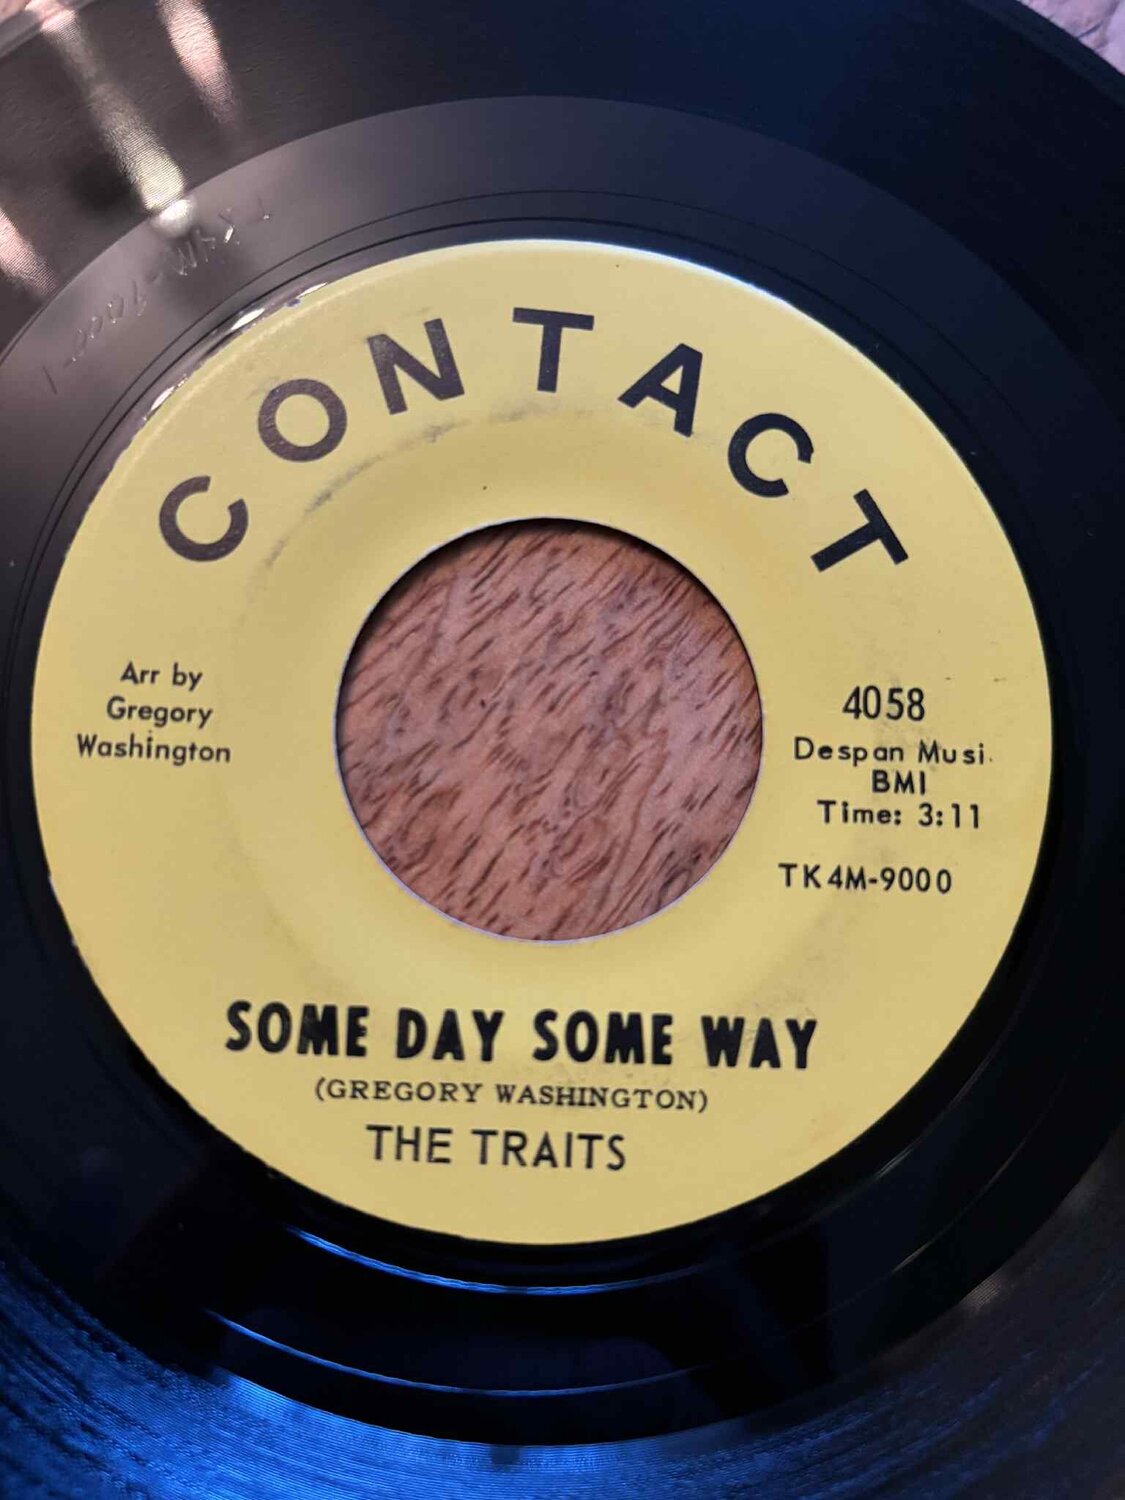 CONTACT
Arr by
Gregory
Washington
4058
Despan Musi
BMI
Time: 3:11
TK4M-9000
SOME DAY SOME WAY
(GREGORY WASHINGTON)
THE TRAITS